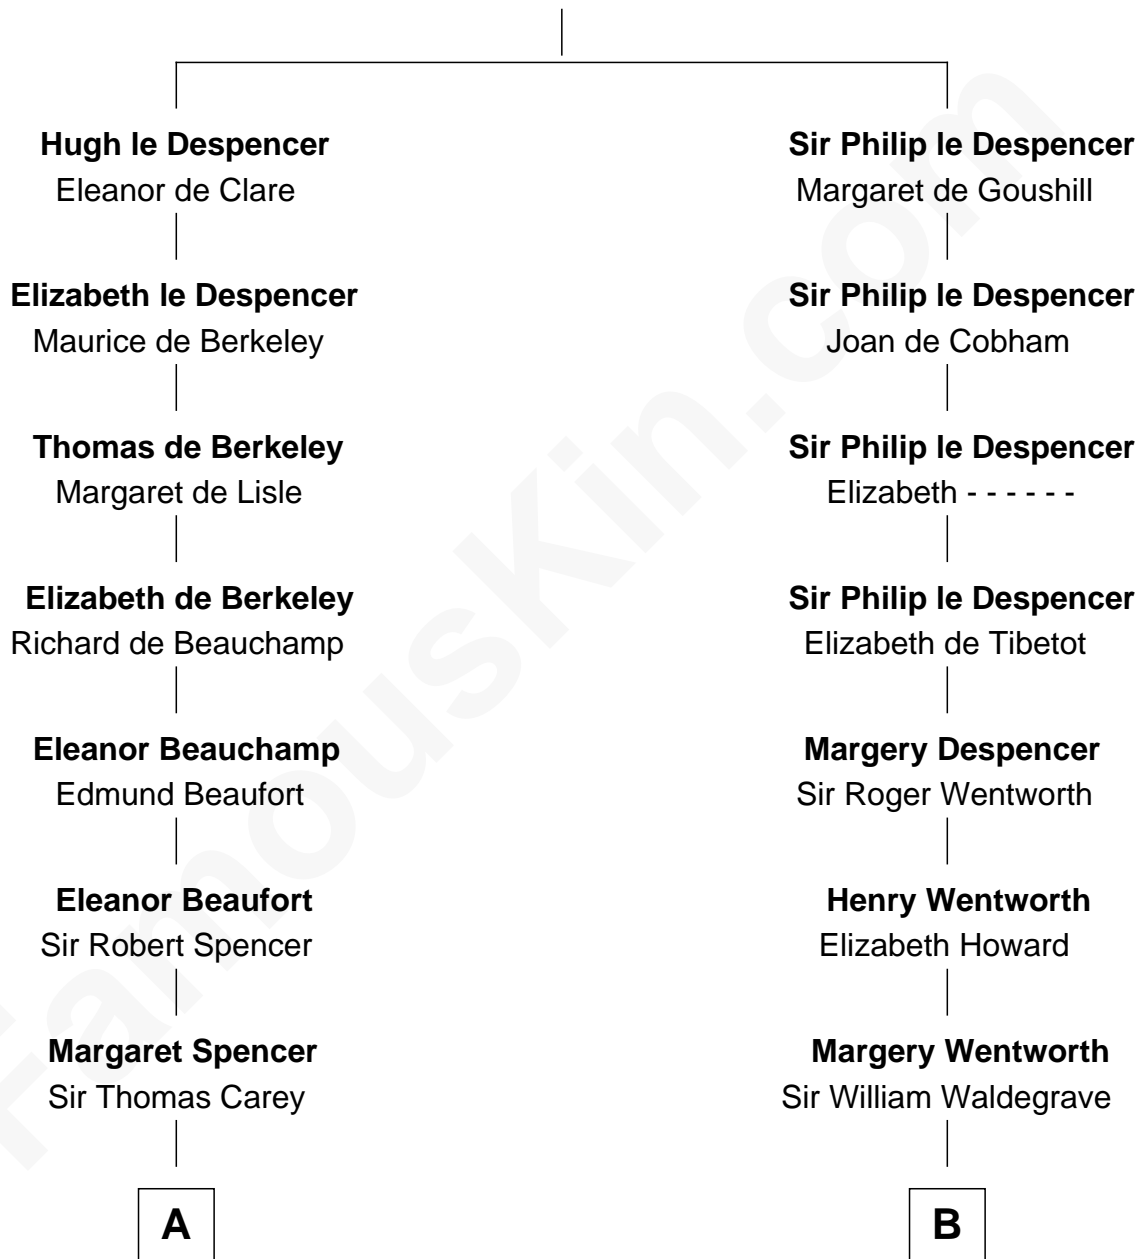 Hugh le Despencer
Eleanor de Clare
Elizabeth le Despencer
Maurice de Berkeley
Thomas de Berkeley
Margaret de Lisle
Elizabeth de Berkeley
Richard de Beauchamp
Eleanor Beauchamp
Edmund Beaufort
Eleanor Beaufort
Sir Robert Spencer
Margaret Spencer
Sir Thomas Carey
A
Sir Philip le Despencer
Margaret de Goushill
Sir Philip le Despencer
Joan de Cobham
Sir Philip le Despencer
Elizabeth - - - - - -
Sir Philip le Despencer
Elizabeth de Tibetot
Margery Despencer
Sir Roger Wentworth
Henry Wentworth
Elizabeth Howard
Margery Wentworth
Sir William Waldegrave
B
FamousKin.com